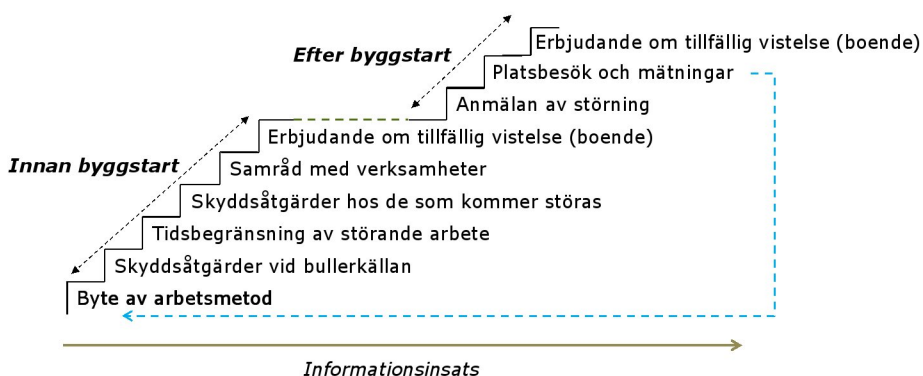 Erbjudande om tillfällig vistelse (boende)
Efter byggstart
Platsbesök och mätningar
Anmälan av störning
Erbjudande om tillfällig vistelse (boende)
Innan byggstart
Samråd med verksamheter
Skyddsåtgärder hos de som kommer störas
Tidsbegränsning av störande arbete
Skyddsåtgärder vid bullerkällan
Byte av arbetsmetod
Informationsinsats